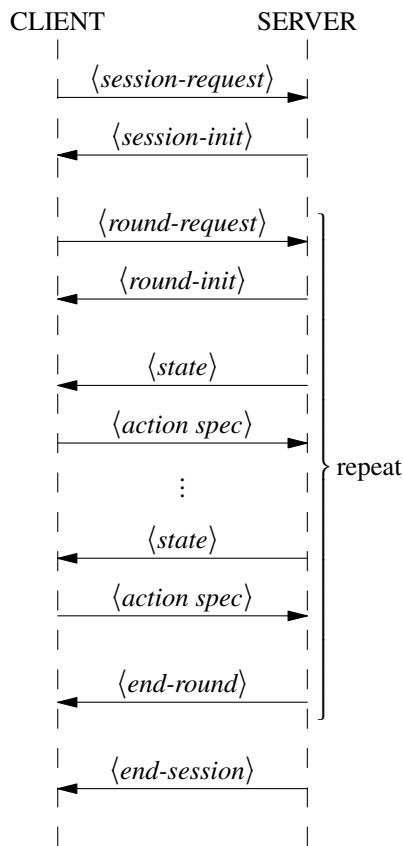 CLIENT SERVER
⟨session-request⟩
⟨session-init⟩
⟨round-request⟩
⟨round-init⟩
⟨state⟩
⟨action spec⟩
⋮ repeat
⟨state⟩
⟨action spec⟩
⟨end-round⟩
⟨end-session⟩